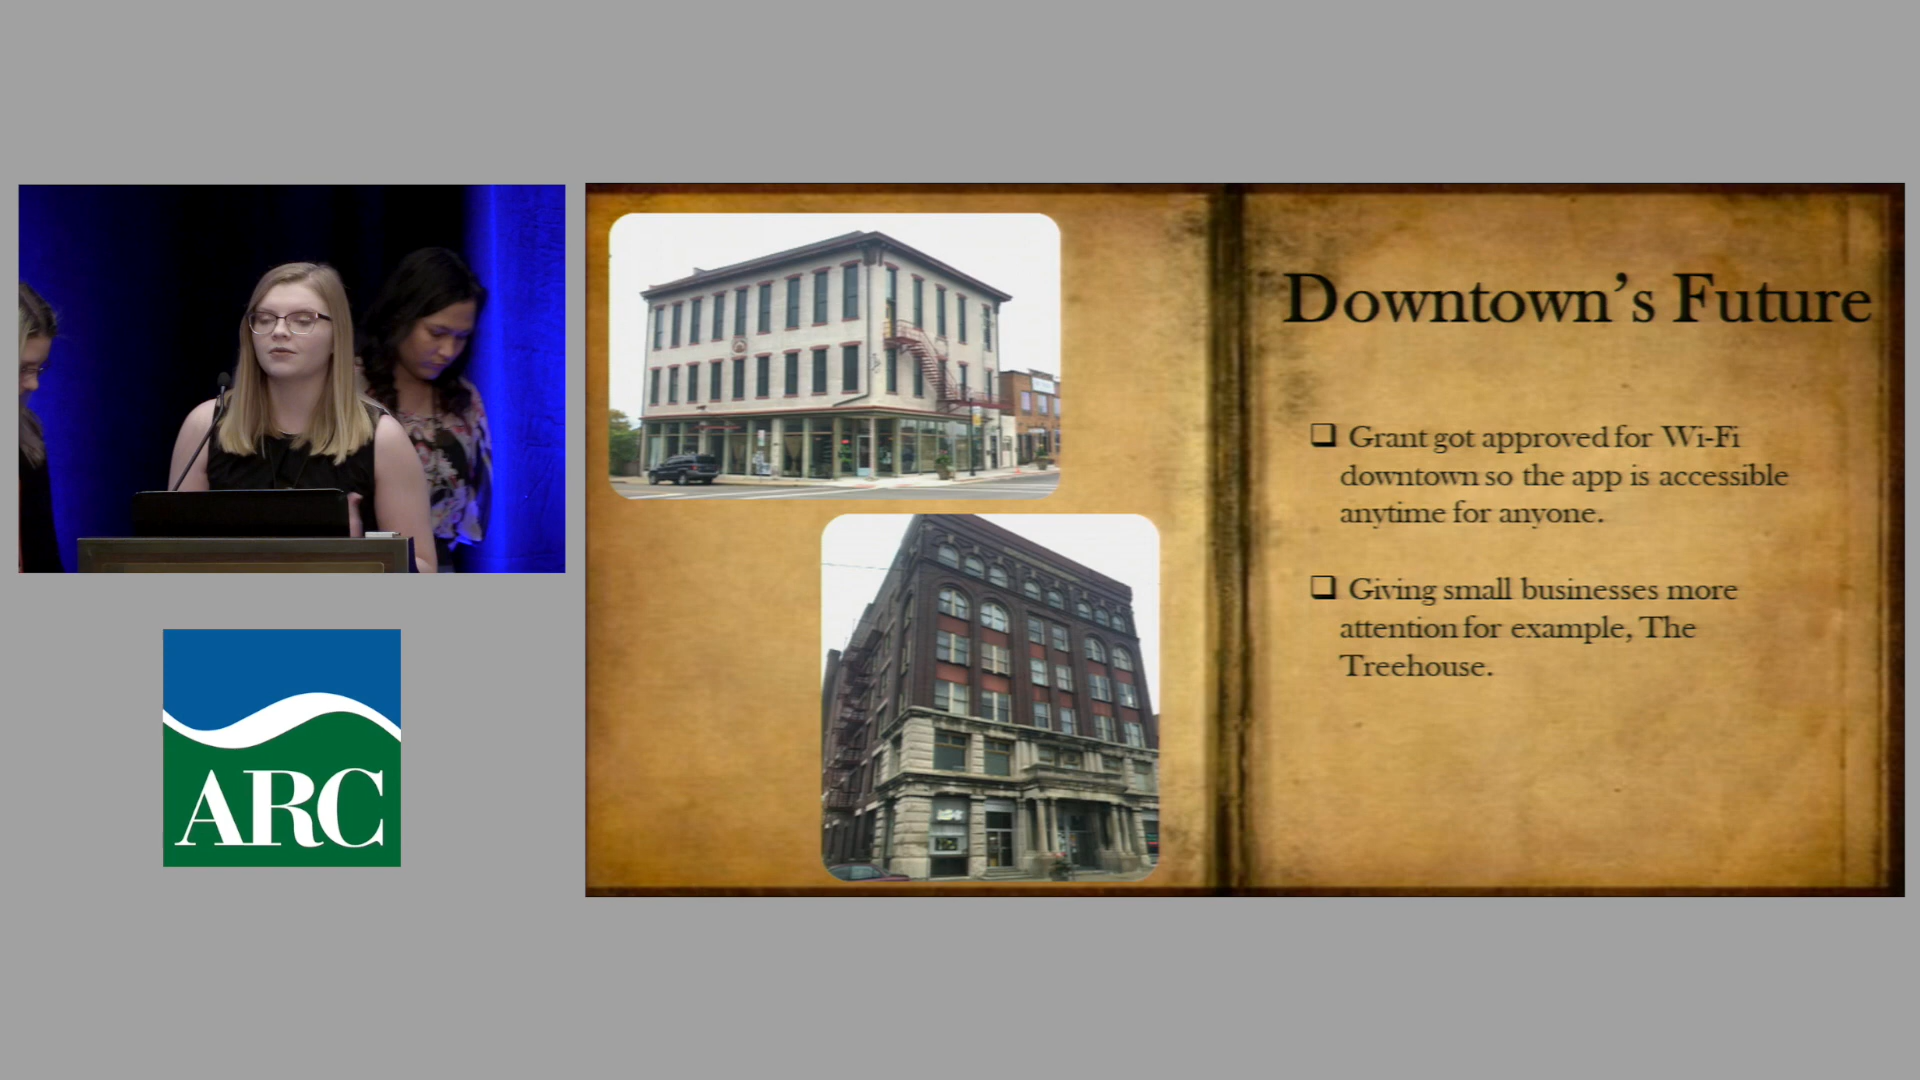 Downtown's Future
❑ Grant got approved for Wi-Fi
downtown so the app is accessible
anytime for anyone.
❑ Giving small businesses more
attention for example, The
Treehouse.
ARC